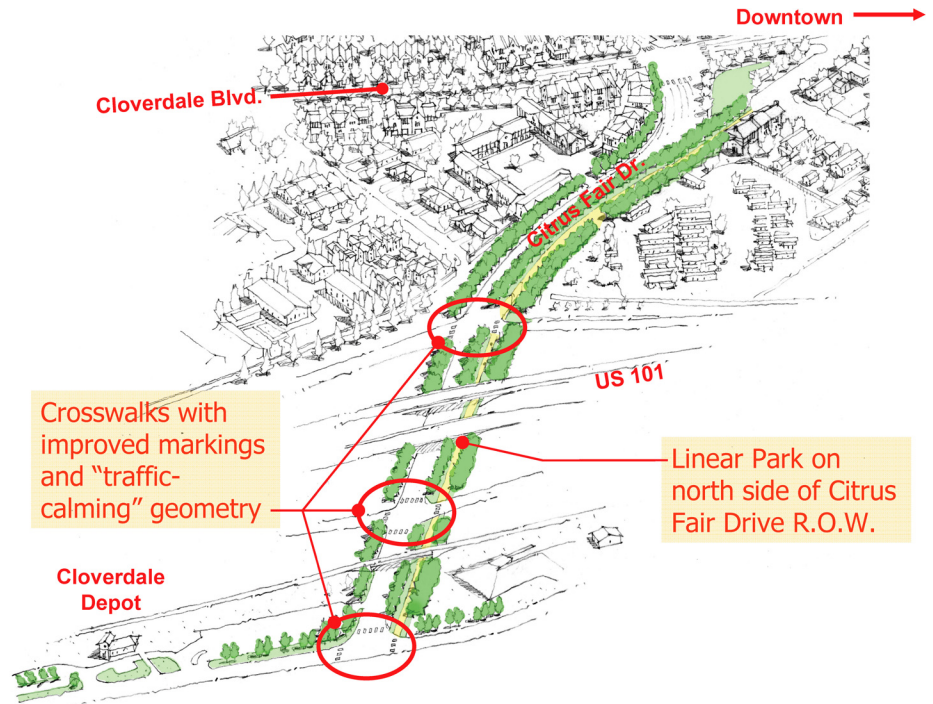 Downtown
Cloverdale Blvd.
Citrus Fair Dr.
US 101
Crosswalks with
improved markings
and “traffic-
calming” geometry
Linear Park on
north side of Citrus
Fair Drive R.O.W.
Cloverdale
Depot